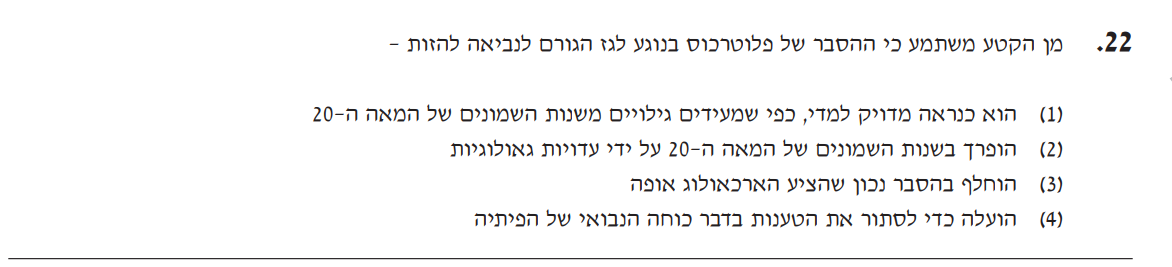 22. מן הקטע משתמע כי ההסבר של פלוטרכוס בנוגע לגז הגורם לנביאה להזות –
(1) הוא כנראה מדויק למדי, כפי שמעידים גילויים משנות השמונים של המאה ה-20
(2) הופרך בשנות השמונים של המאה ה-20 על ידי עדויות גאולוגיות
(3) הוחלף בהסבר נכון שהציע הארכאולוג אופה
(4) הועלה כדי לסתור את הטענות בדבר כוחה הנבואי של הפיתיה